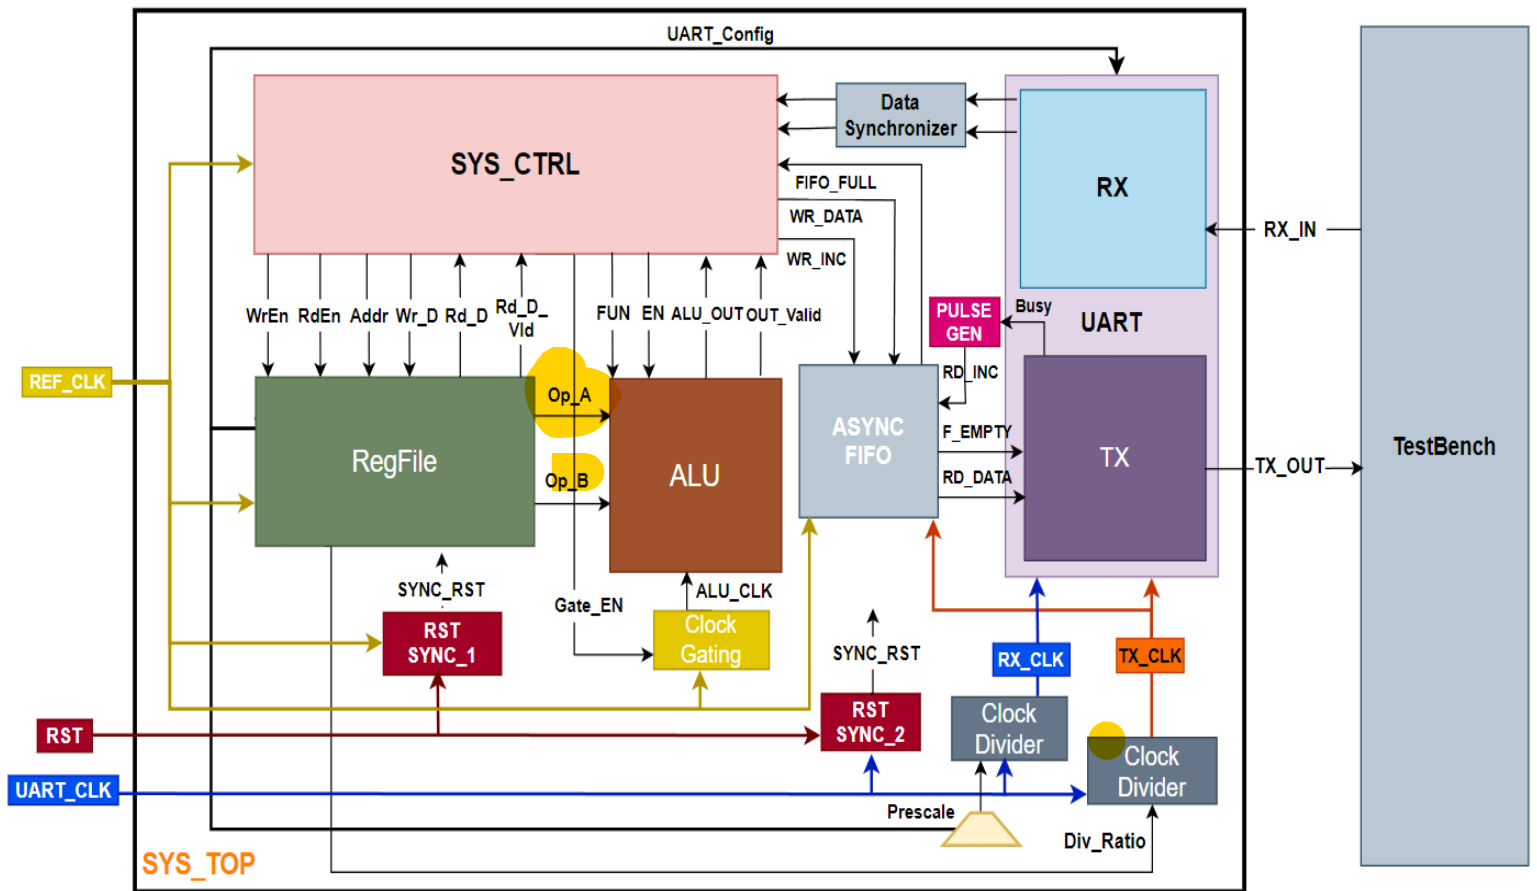 UART_Config
Data
Synchronizer
SYS_CTRL
RX
FIFO_FULL
WR_DATA
WR_INC
RX_IN
WrEn
RdEn
Addr
Wr_D
Rd_D
Rd_D_
Vld
FUN
EN
ALU_OUT
OUT_Valid
PULSE
GEN
Busy
UART
REF_CLK
RD_INC
Op_A
RegFile
ALU
ASYNC
FIFO
F_EMPTY
TX
TestBench
TX_OUT
Op_B
RD_DATA
SYNC_RST
Gate_EN
ALU_CLK
RST
SYNC_1
Clock
Gating
SYNC_RST
RX_CLK
TX_CLK
RST
RST
SYNC_2
Clock
Divider
Clock
Divider
UART_CLK
Prescale
Div_Ratio
SYS_TOP